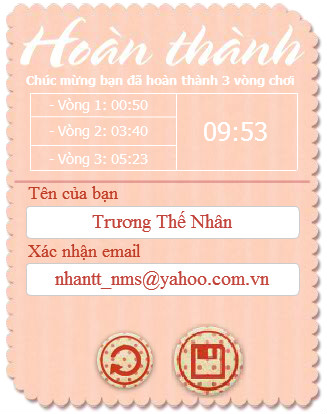 Hoàn thành
Chúc mừng bạn đã hoàn thành 3 vòng chơi
- Vòng 1: 00:50
- Vòng 2: 03:40
- Vòng 3: 05:23
09:53
Tên của bạn
Trương Thế Nhân
Xác nhận email
nhantt_nms@yahoo.com.vn